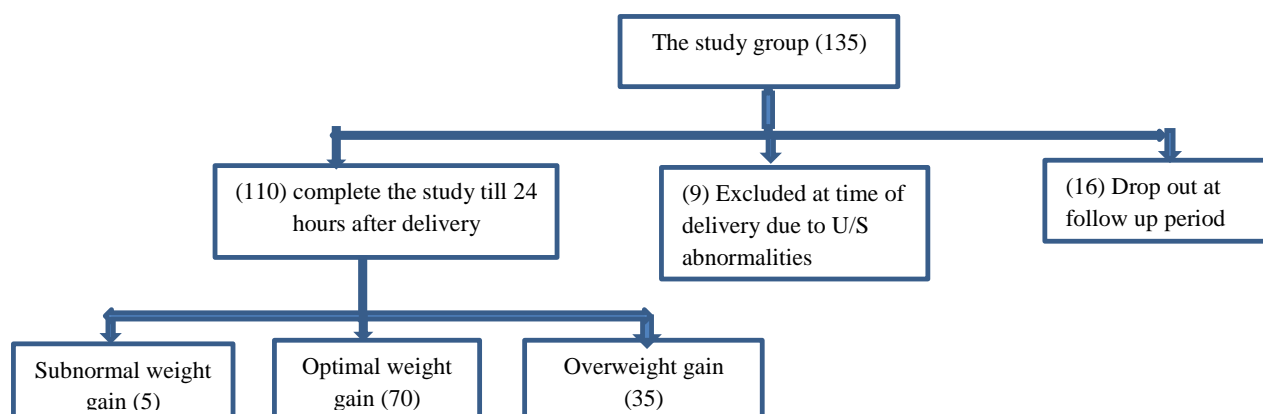 The study group (135)
(110) complete the study till 24
hours after delivery
(9) Excluded at time of
delivery due to U/S
abnormalities
(16) Drop out at
follow up period
Subnormal weight
gain (5)
Optimal weight
gain (70)
Overweight gain
(35)